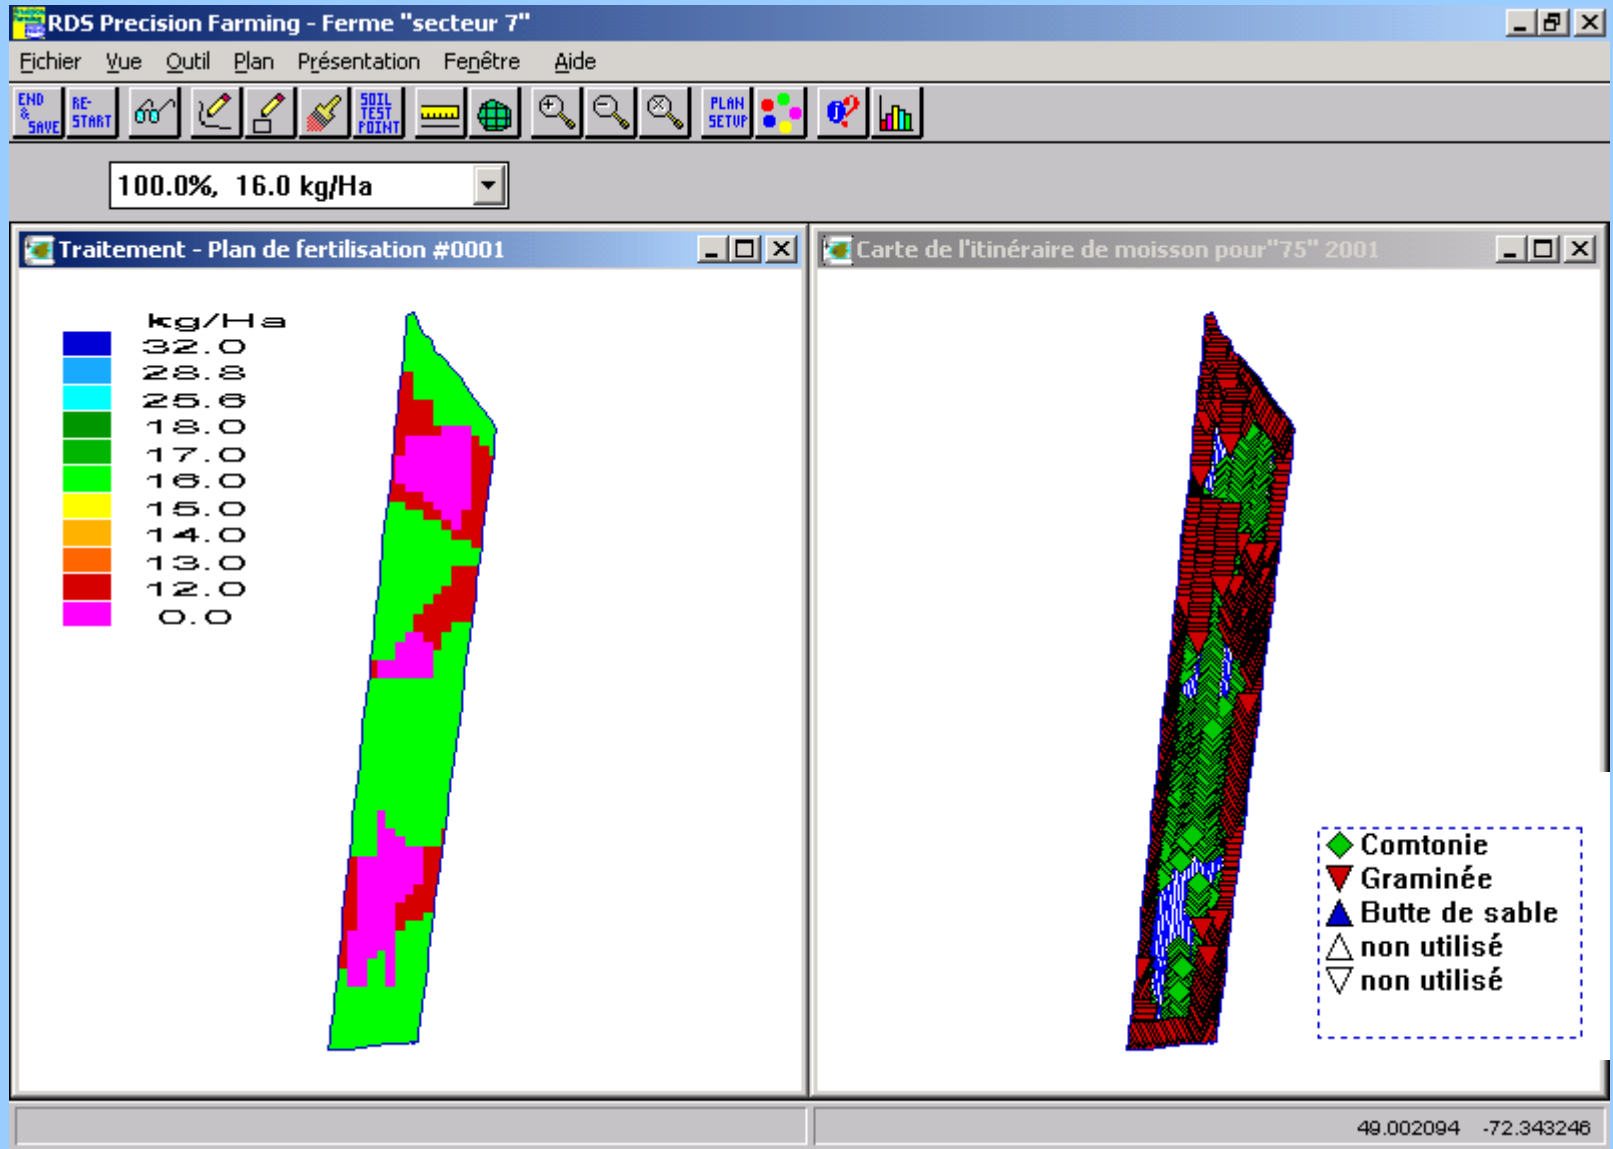 RDS Precision Farming - Ferme "secteur 7"
Fichier Vue Outil Plan Présentation Fenêtre Aide
END & SAVE
RE-START
SOIL TEST POINT
PLAN SETUP
100.0%, 16.0 kg/Ha
Traitement - Plan de fertilisation #0001
kg/Ha
32.0
28.8
25.6
18.0
17.0
16.0
15.0
14.0
13.0
12.0
0.0
Carte de l'itinéraire de moisson pour"75" 2001
Comtonie
Graminée
Butte de sable
non utilisé
non utilisé
49.002094 -72.343246